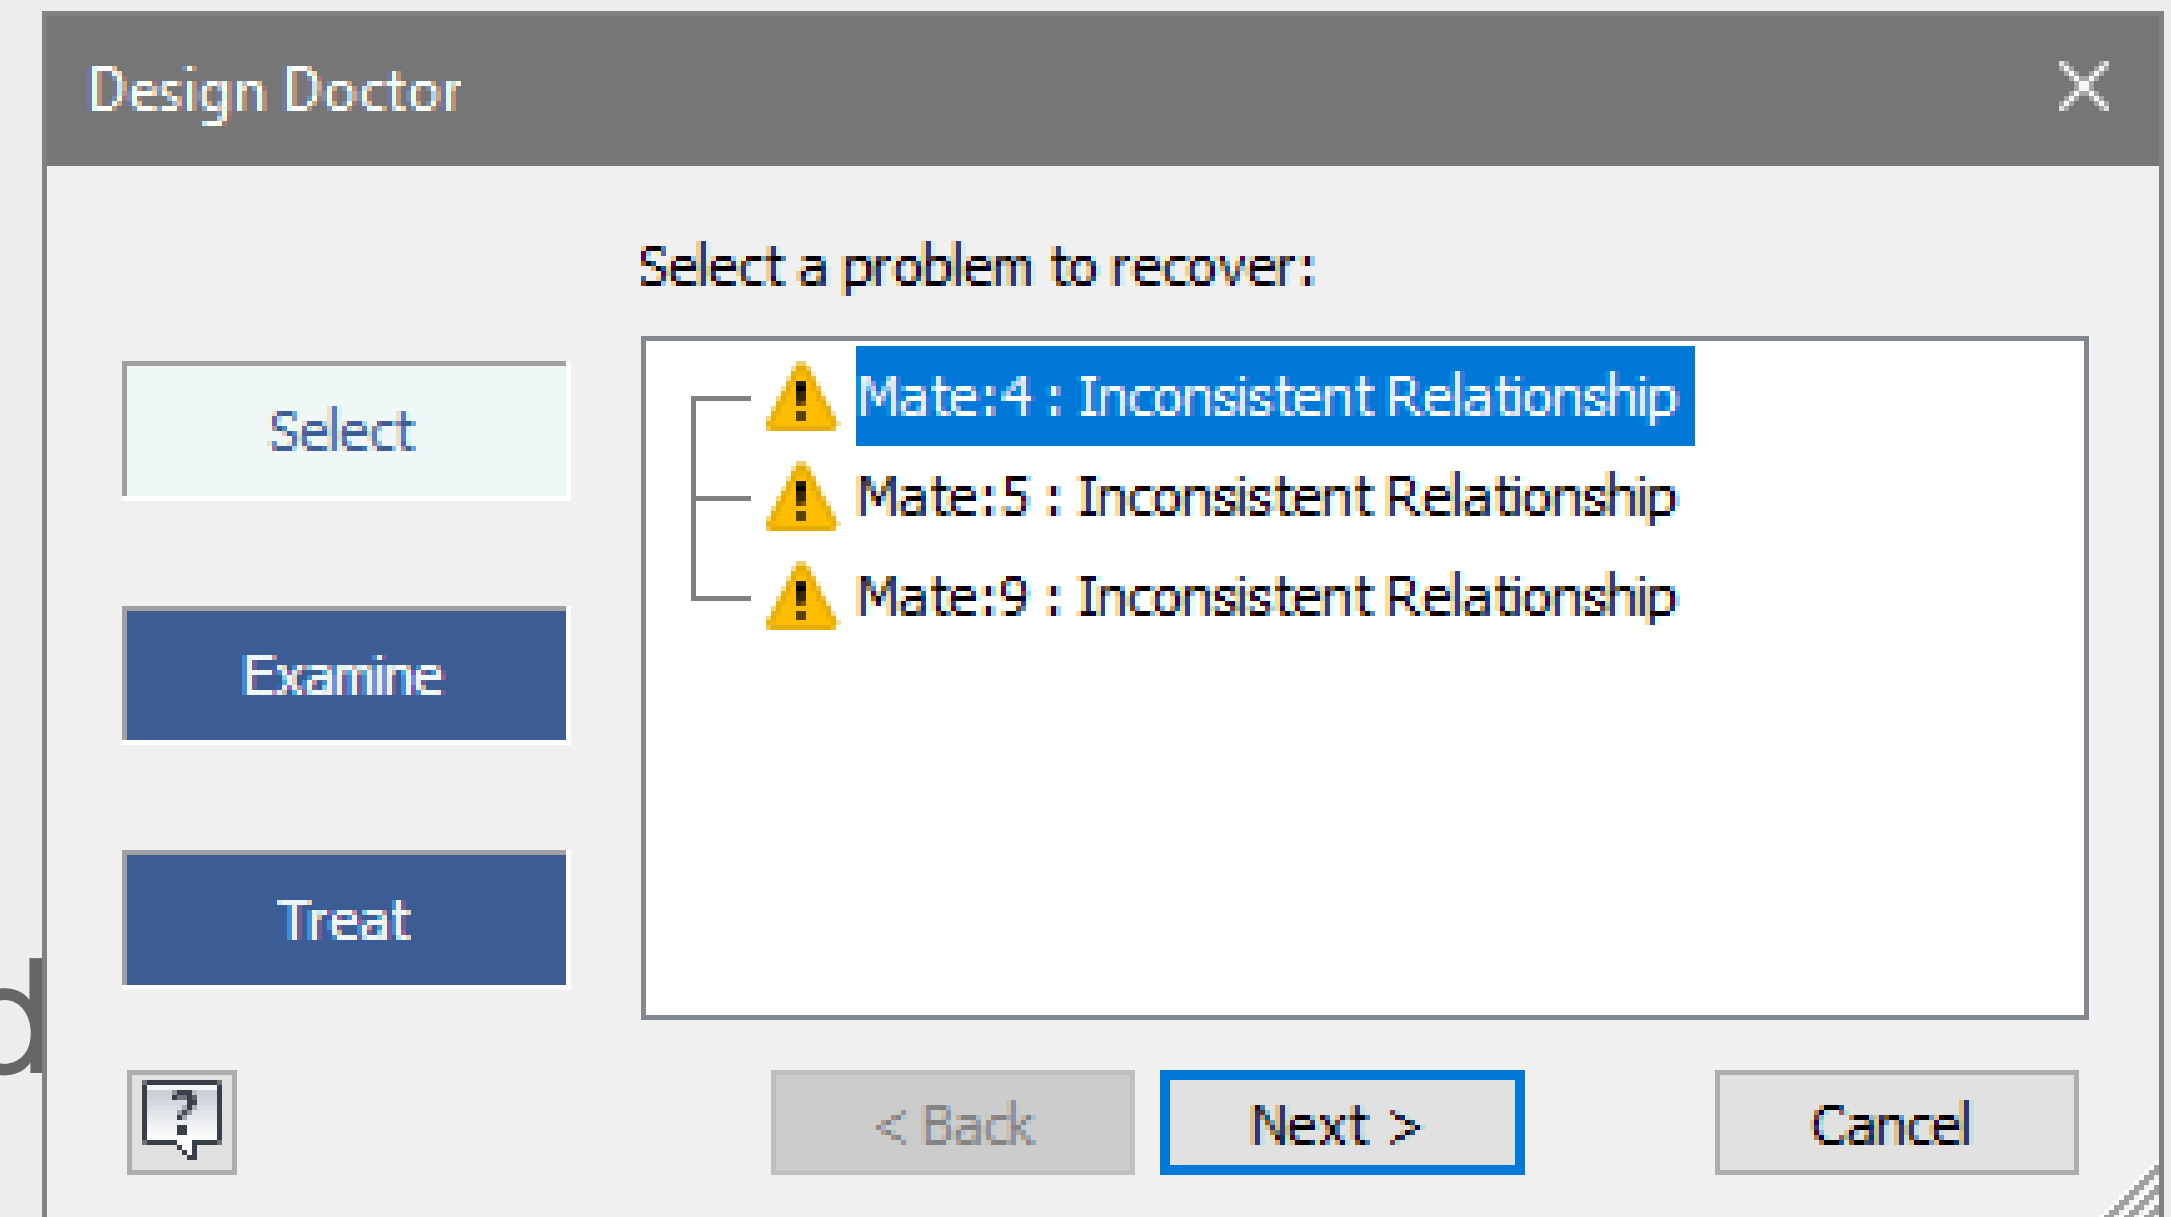 Design Doctor
Select a problem to recover:
Select
Examine
Treat
Mate:4 : Inconsistent Relationship
Mate:5 : Inconsistent Relationship
Mate:9 : Inconsistent Relationship
d
?
< Back
Next >
Cancel